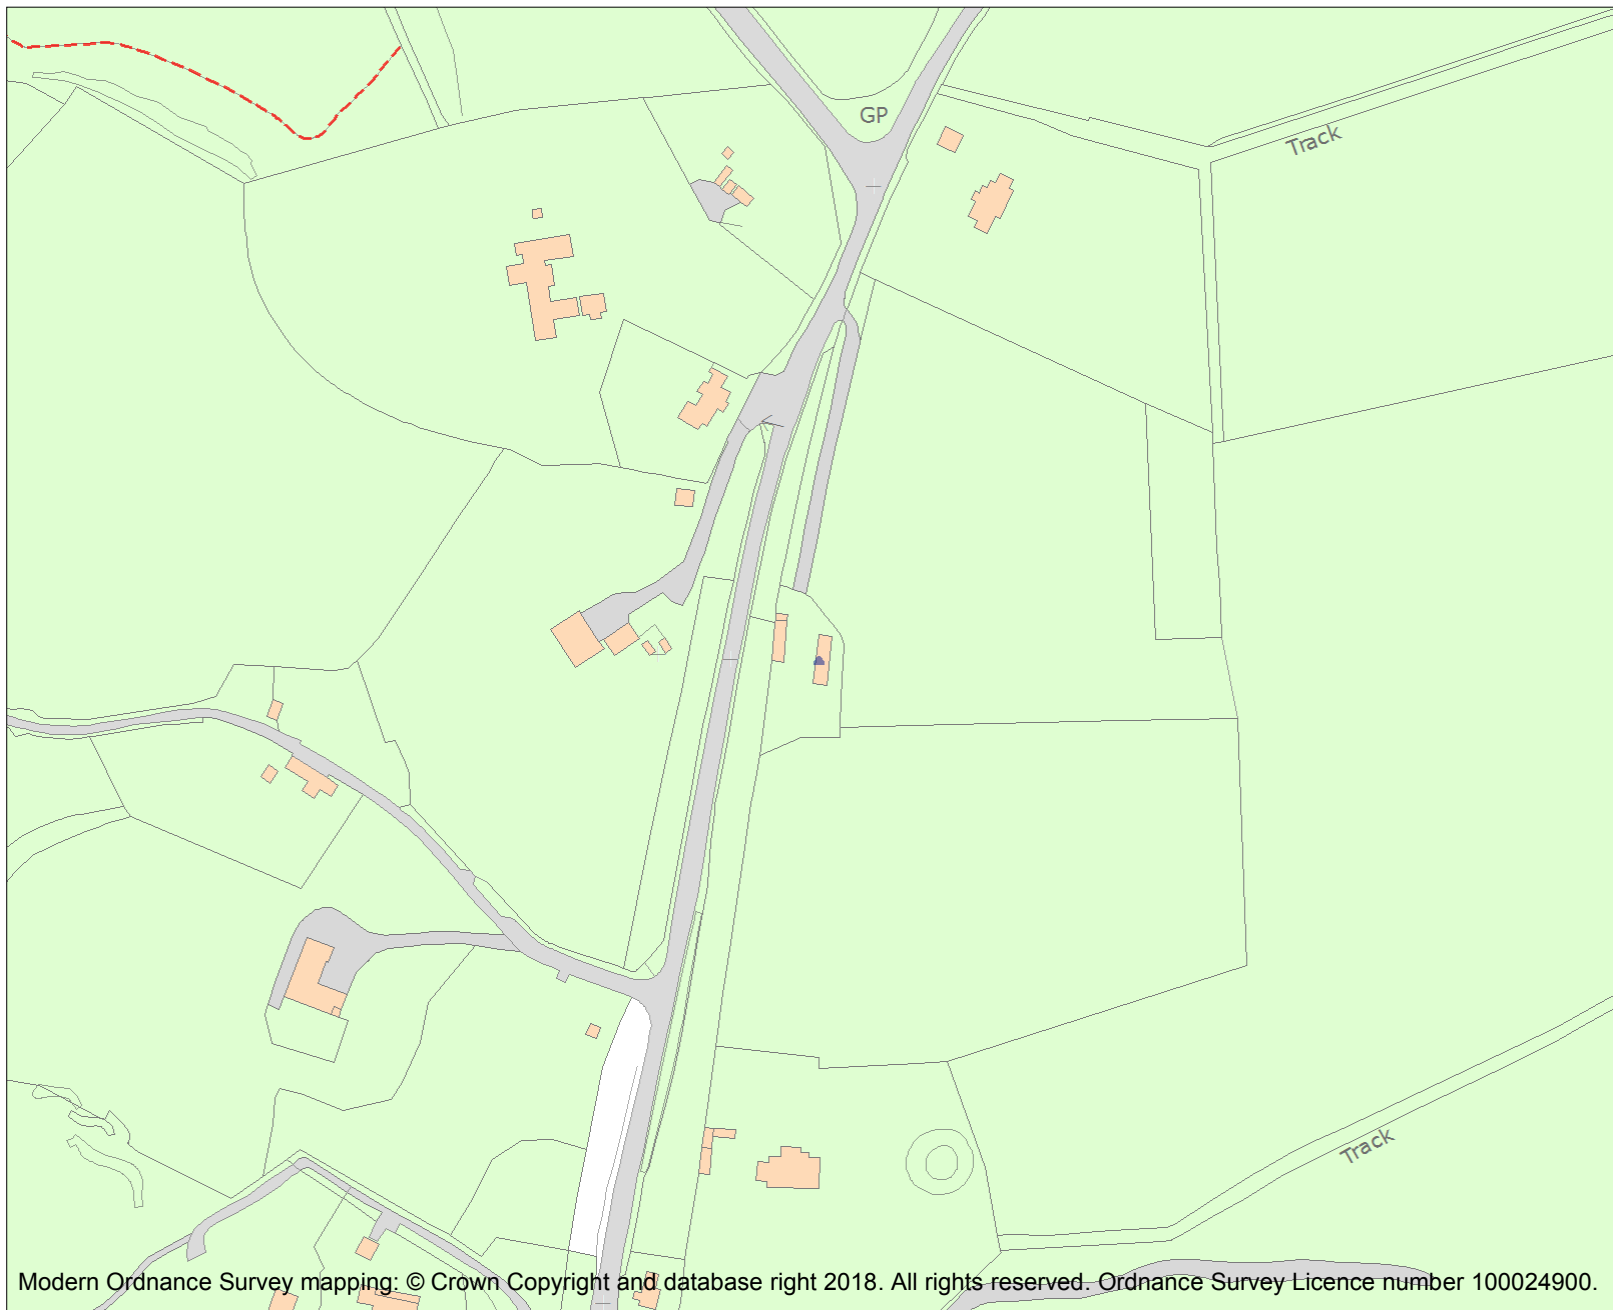 GP
Track
Track
Modern Ordnance Survey mapping: © Crown Copyright and database right 2018. All rights reserved. Ordnance Survey Licence number 100024900.